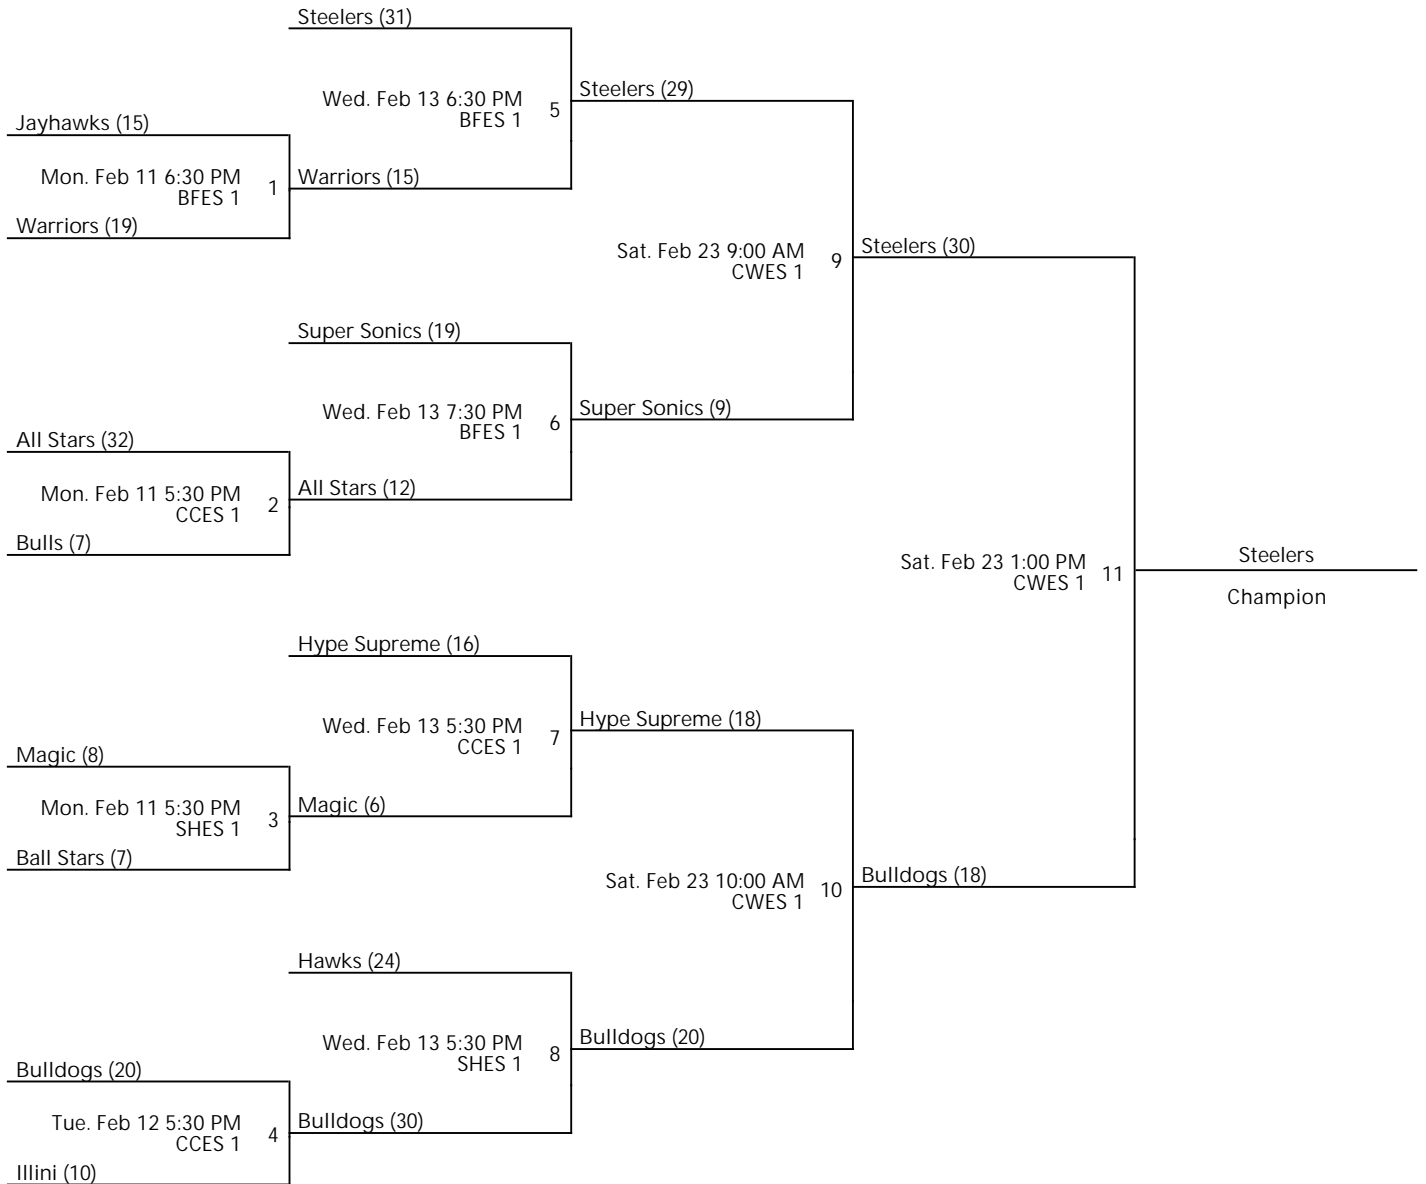 Steelers (31)
Wed. Feb 13 6:30 PM
BFES 1
5
Steelers (29)
Jayhawks (15)
Mon. Feb 11 6:30 PM
BFES 1
1
Warriors (15)
Warriors (19)
Sat. Feb 23 9:00 AM
CWES 1
9
Steelers (30)
Super Sonics (19)
Wed. Feb 13 7:30 PM
BFES 1
6
Super Sonics (9)
All Stars (32)
Mon. Feb 11 5:30 PM
CCES 1
2
All Stars (12)
Bulls (7)
Sat. Feb 23 1:00 PM
CWES 1
11
Steelers
Champion
Hype Supreme (16)
Wed. Feb 13 5:30 PM
CCES 1
7
Hype Supreme (18)
Magic (8)
Mon. Feb 11 5:30 PM
SHES 1
3
Magic (6)
Ball Stars (7)
Sat. Feb 23 10:00 AM
CWES 1
10
Bulldogs (18)
Hawks (24)
Wed. Feb 13 5:30 PM
SHES 1
8
Bulldogs (20)
Bulldogs (20)
Tue. Feb 12 5:30 PM
CCES 1
4
Bulldogs (30)
Illini (10)